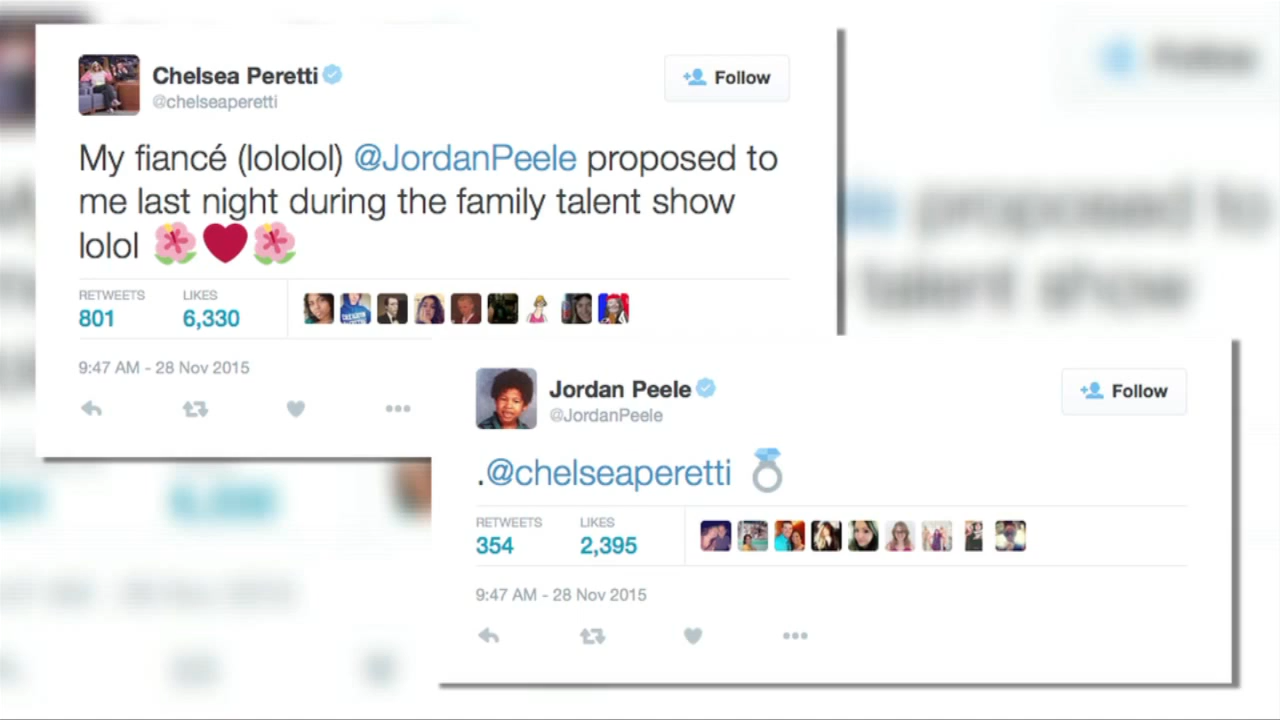 Chelsea Peretti
@chelseaperetti
Follow
My fiancé (lololol) @JordanPeele proposed to
me last night during the family talent show
lolol 🌺❤️🌺
RETWEETS LIKES
801 6,330
9:47 AM - 28 Nov 2015
Jordan Peele
@JordanPeele
Follow
.@chelseaperetti 💍
RETWEETS LIKES
354 2,395
9:47 AM - 28 Nov 2015